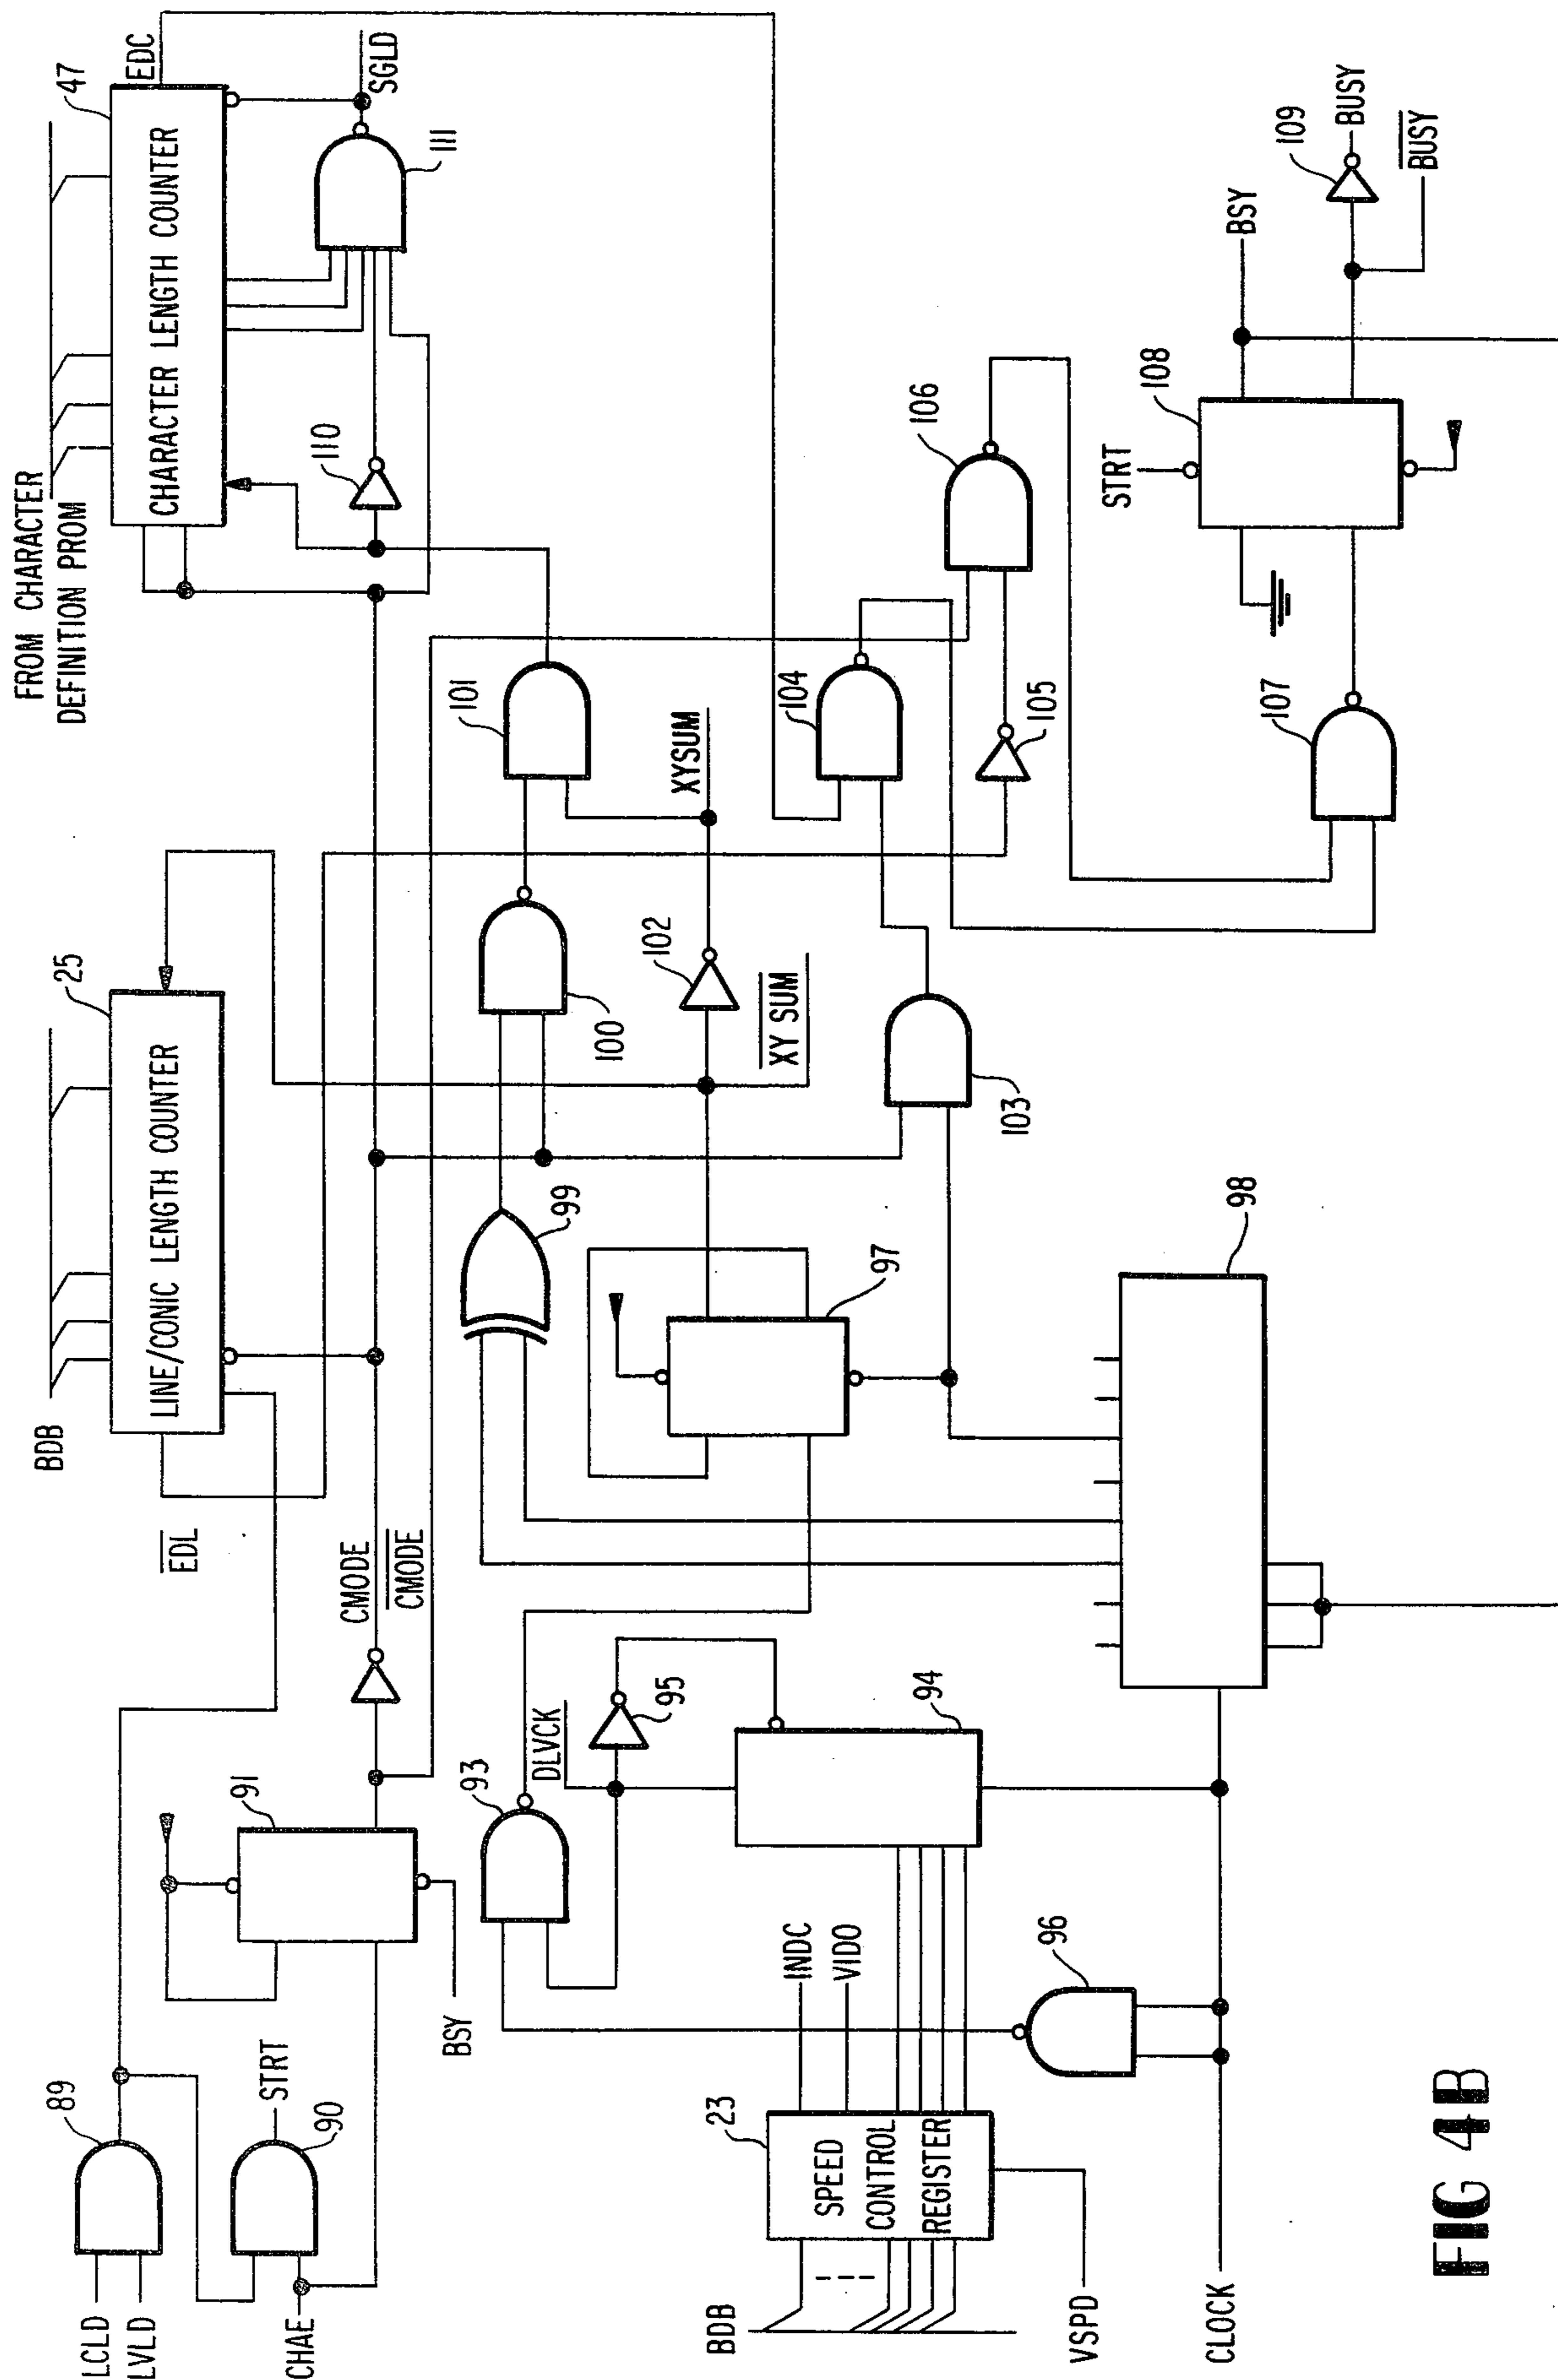 FROM CHARACTER
DEFINITION PROM
47
CHARACTER LENGTH COUNTER
EDC
SGLD
111
110
BDB
25
LINE/CONIC LENGTH COUNTER
EDL
CMODE
CMODE
101
100
99
102
XYSUM
XY SUM
103
104
105
106
107
108
STRT
BSY
109
BUSY
BUSY
97
98
LCLD
LVLD
89
90
STRT
CHAE
91
BSY
93
DLVCK
95
94
INDC
VIDO
23
SPEED
CONTROL
REGISTER
BDB
VSPD
96
CLOCK
FIG 4B